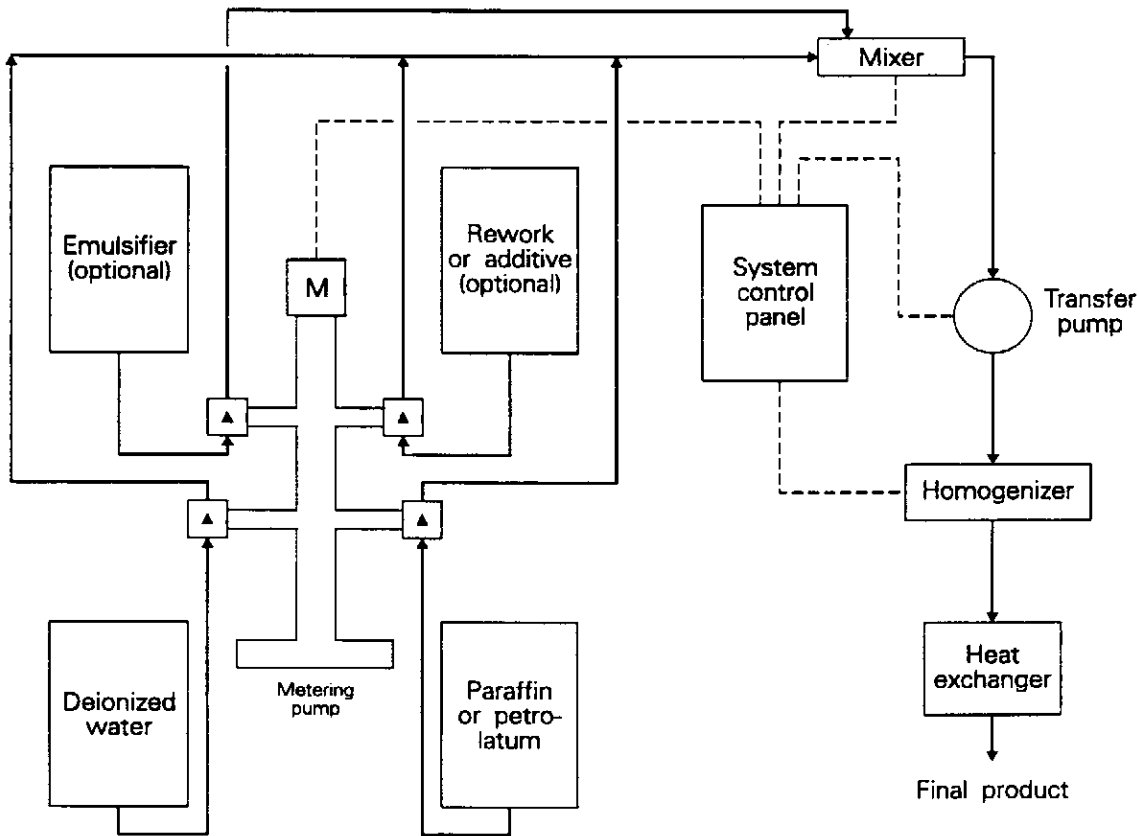 Mixer
Emulsifier
(optional)
Rework
or additive
(optional)
M
System
control
panel
Transfer
pump
Homogenizer
Deionized
water
Metering
pump
Paraffin
or petro-
latum
Heat
exchanger
Final product